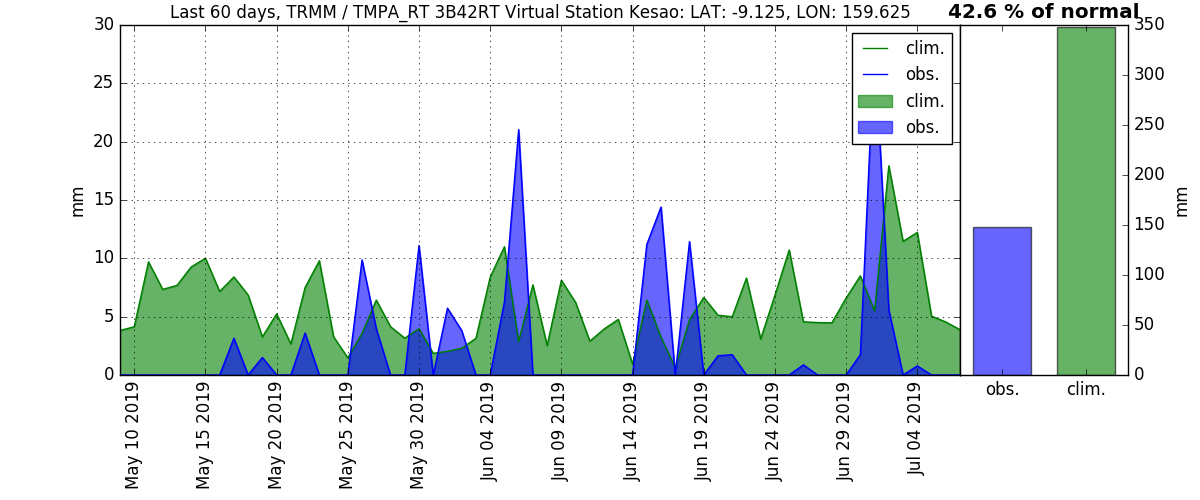 Last 60 days, TRMM / TMPA_RT 3B42RT Virtual Station Kesao: LAT: -9.125, LON: 159.625
42.6 % of normal
30
25
20
15
10
5
0
mm
clim.
obs.
clim.
obs.
350
300
250
200
150
100
50
0
mm
May 10 2019
May 15 2019
May 20 2019
May 25 2019
May 30 2019
Jun 04 2019
Jun 09 2019
Jun 14 2019
Jun 19 2019
Jun 24 2019
Jun 29 2019
Jul 04 2019
obs.
clim.